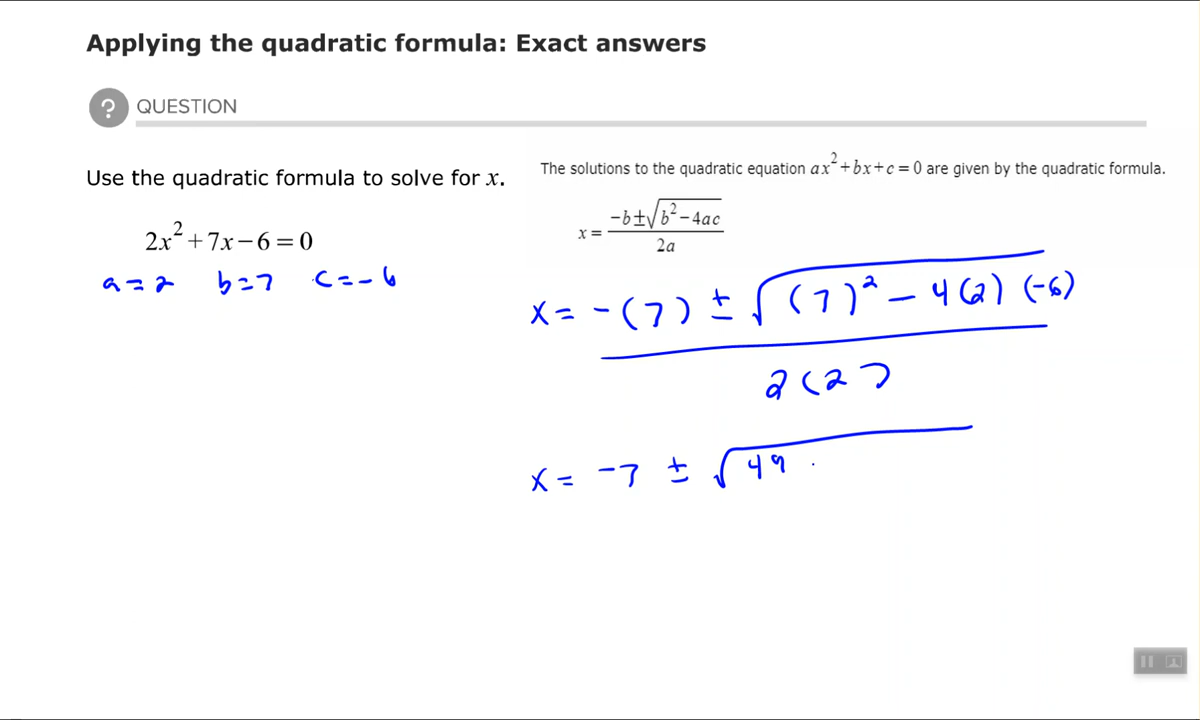 Applying the quadratic formula: Exact answers
? QUESTION
Use the quadratic formula to solve for x.
2x²+7x−6=0
a=2 b=7 c=-6
The solutions to the quadratic equation ax²+bx+c=0 are given by the quadratic formula.
x=(−b±√(b²−4ac))/(2a)
x= -(7) ± √((7)² - 4(2)(-6))
2(2)
x= -7 ± √49